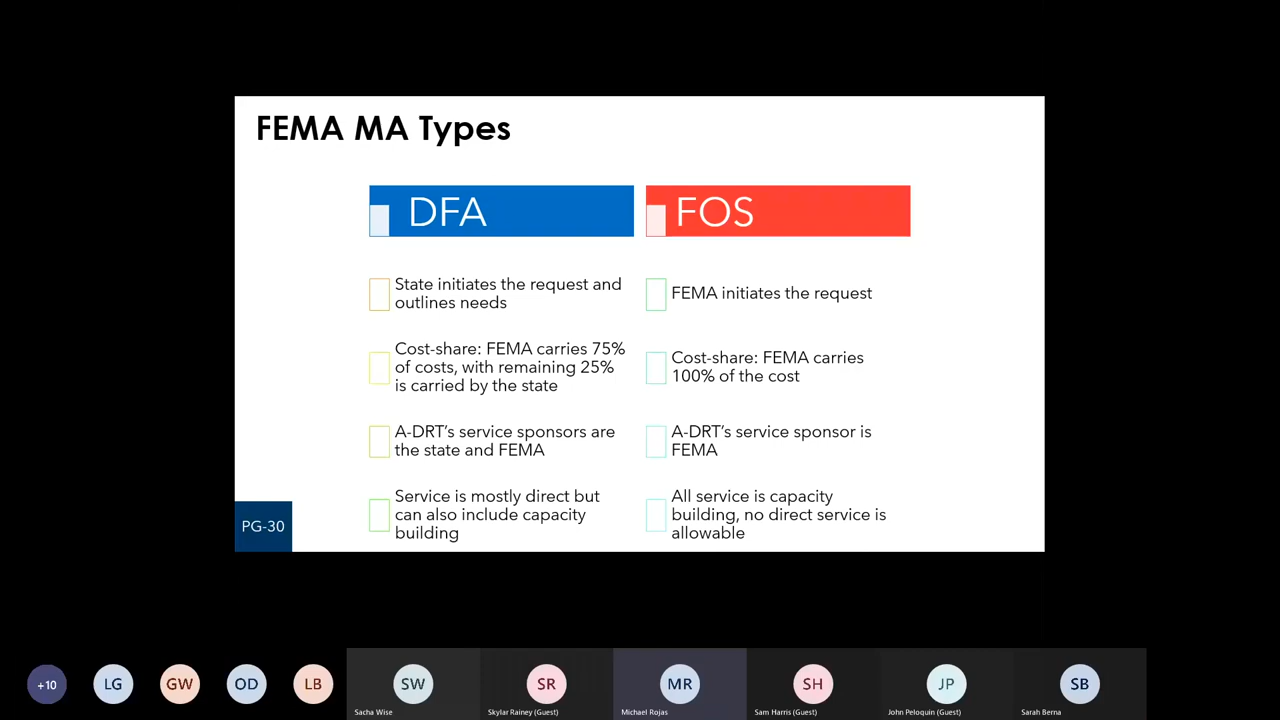 FEMA MA Types
DFA
State initiates the request and
outlines needs
Cost-share: FEMA carries 75%
of costs, with remaining 25%
is carried by the state
A-DRT's service sponsors are
the state and FEMA
Service is mostly direct but
can also include capacity
building
FOS
FEMA initiates the request
Cost-share: FEMA carries
100% of the cost
A-DRT's service sponsor is
FEMA
All service is capacity
building, no direct service is
allowable
PG-30
+10
LG
GW
OD
LB
SW
Sacha Wise
SR
Skylar Rainey (Guest)
MR
Michael Rojas
SH
Sam Harris (Guest)
JP
John Peloquin (Guest)
SB
Sarah Berna